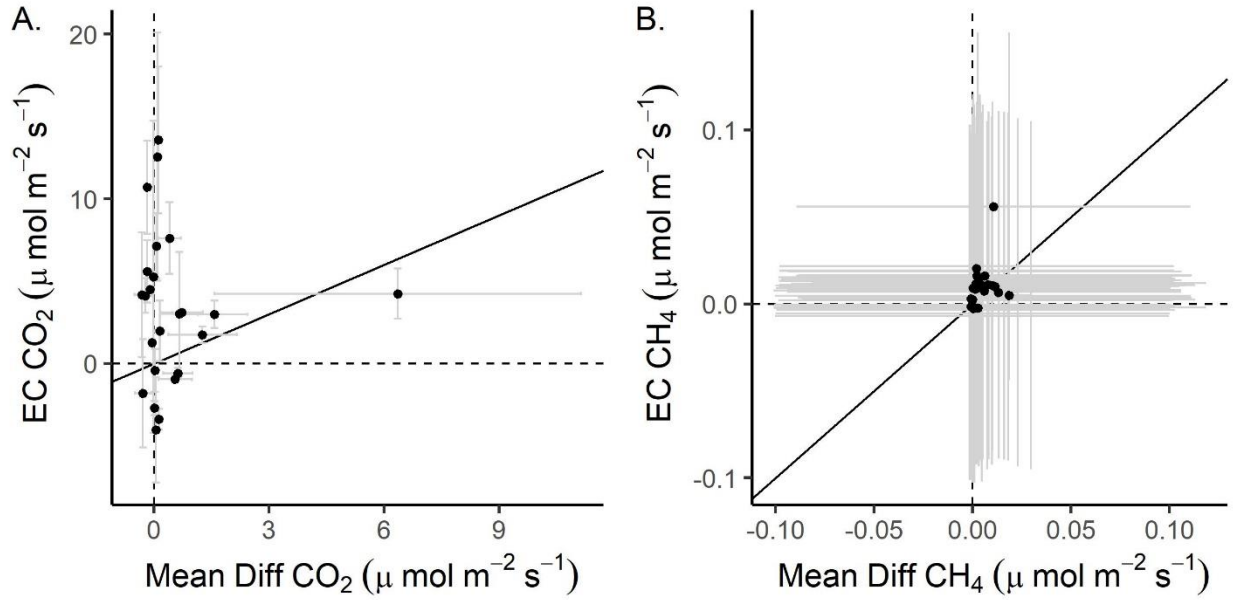 A.
20
10
0
EC CO₂ (μ mol m⁻² s⁻¹)
0 3 6 9
Mean Diff CO₂ (μ mol m⁻² s⁻¹)
B.
0.1
0.0
-0.1
EC CH₄ (μ mol m⁻² s⁻¹)
-0.10 -0.05 0.00 0.05 0.10
Mean Diff CH₄ (μ mol m⁻² s⁻¹)